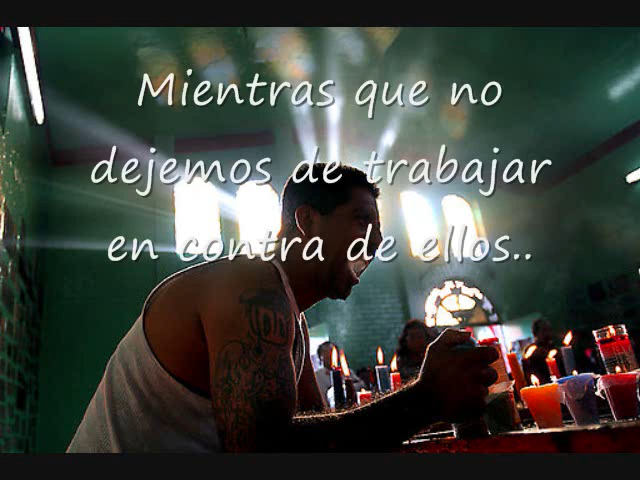 Mientras que no
dejemos de trabajar
en contra de ellos..